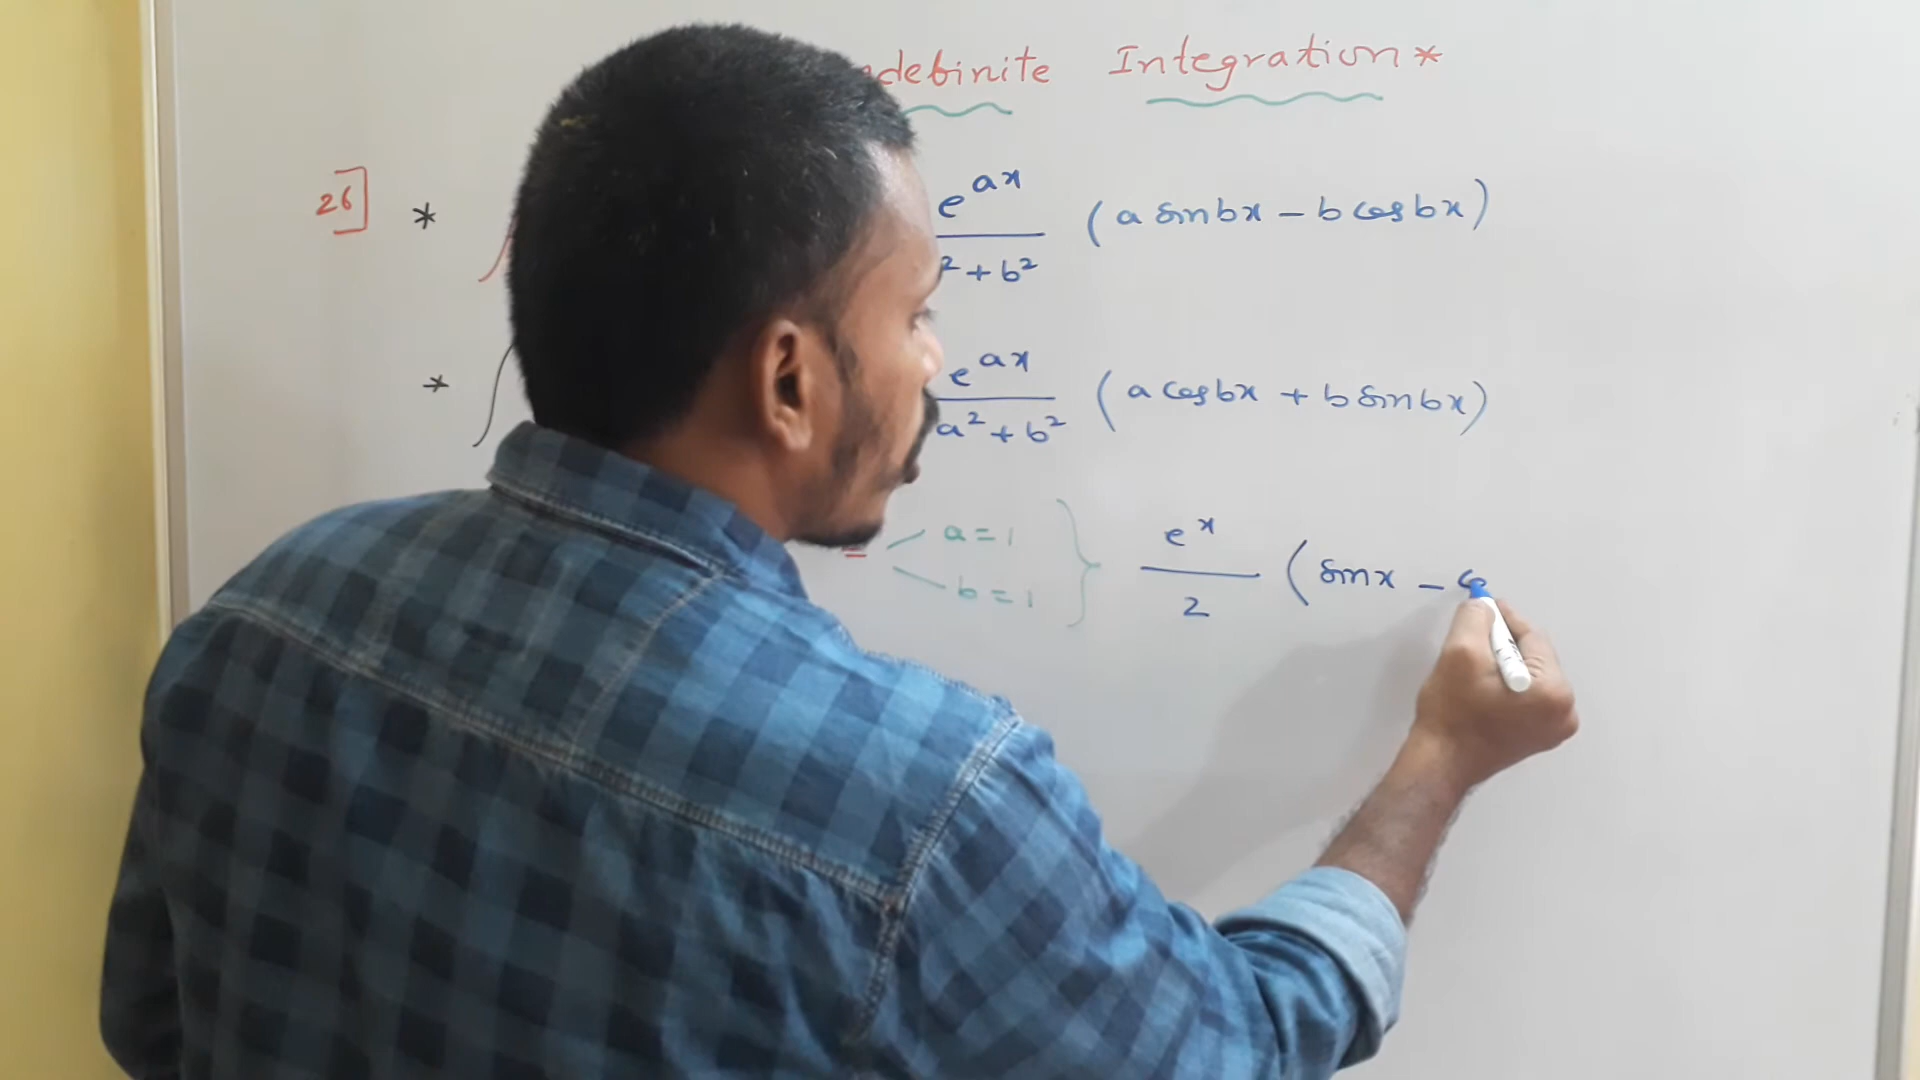 Integration *
26] * e^{ax} / ² + b² ( a sin bx - b cos bx )
* e^{ax} / a² + b² ( a cos bx + b sin bx )
= a = 1 b = 1 } e^x / 2 ( sin x -